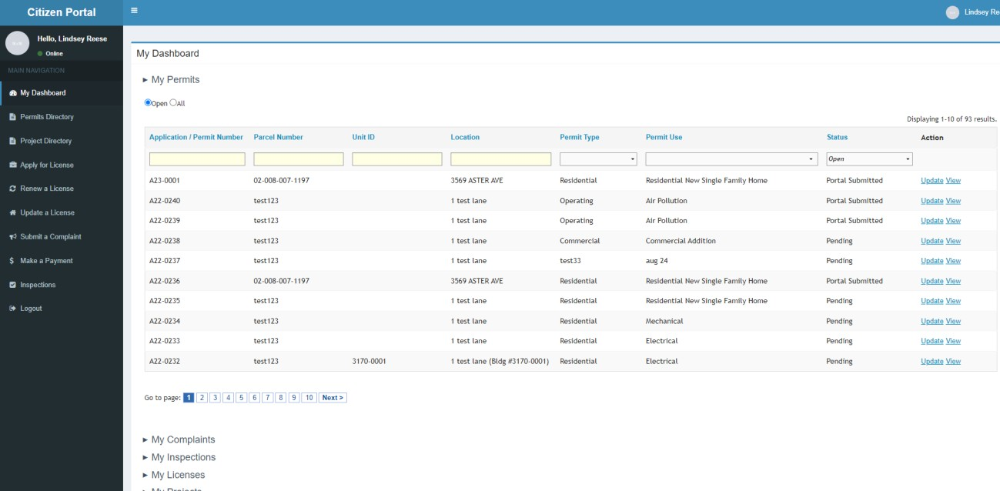 Citizen Portal
Lindsey Re
Hello, Lindsey Reese
Online
MAIN NAVIGATION
My Dashboard
Permits Directory
Project Directory
Apply for License
Renew a License
Update a License
Submit a Complaint
Make a Payment
Inspections
Logout
My Dashboard
My Permits
Open All
Displaying 1-10 of 93 results.
Application / Permit Number Parcel Number Unit ID Location Permit Type Permit Use Status Action
Open
A23-0001 02-008-007-1197 3569 ASTER AVE Residential Residential New Single Family Home Portal Submitted Update View
A22-0240 test123 1 test lane Operating Air Pollution Portal Submitted Update View
A22-0239 test123 1 test lane Operating Air Pollution Portal Submitted Update View
A22-0238 test123 1 test lane Commercial Commercial Addition Pending Update View
A22-0237 test123 1 test lane test33 aug 24 Pending Update View
A22-0236 02-008-007-1197 3569 ASTER AVE Residential Residential New Single Family Home Portal Submitted Update View
A22-0235 test123 1 test lane Residential Residential New Single Family Home Pending Update View
A22-0234 test123 1 test lane Residential Mechanical Pending Update View
A22-0233 test123 1 test lane Residential Electrical Pending Update View
A22-0232 test123 3170-0001 1 test lane (Bldg #3170-0001) Residential Electrical Pending Update View
Go to page: 1 2 3 4 5 6 7 8 9 10 Next >
My Complaints
My Inspections
My Licenses
My Projects